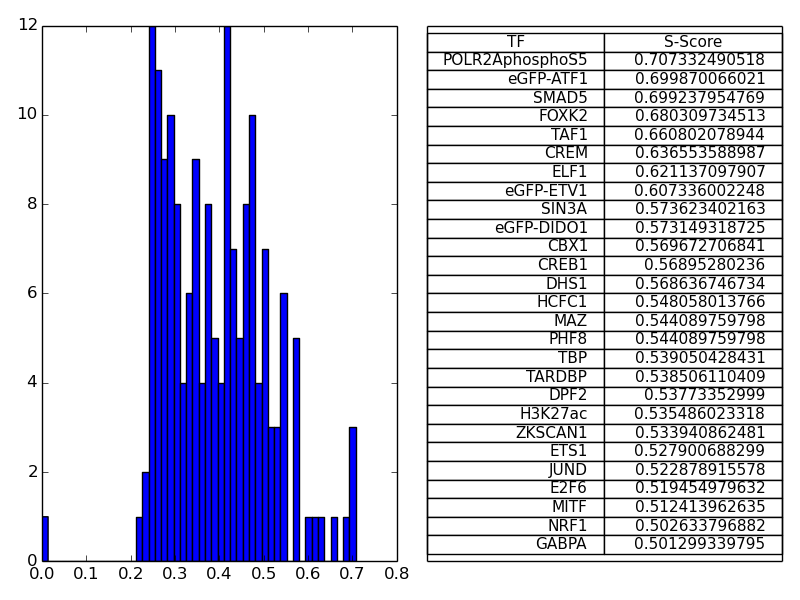 12
10
8
6
4
2
0
0.0 0.1 0.2 0.3 0.4 0.5 0.6 0.7 0.8
TF S-Score
POLR2AphosphoS5 0.707332490518
eGFP-ATF1 0.699870066021
SMAD5 0.699237954769
FOXK2 0.680309734513
TAF1 0.660802078944
CREM 0.636553588987
ELF1 0.621137097907
eGFP-ETV1 0.607336002248
SIN3A 0.573623402163
eGFP-DIDO1 0.573149318725
CBX1 0.569672706841
CREB1 0.56895280236
DHS1 0.568636746734
HCFC1 0.548058013766
MAZ 0.544089759798
PHF8 0.544089759798
TBP 0.539050428431
TARDBP 0.538506110409
DPF2 0.53773352999
H3K27ac 0.535486023318
ZKSCAN1 0.533940862481
ETS1 0.527900688299
JUND 0.522878915578
E2F6 0.519454979632
MITF 0.512413962635
NRF1 0.502633796882
GABPA 0.501299339795